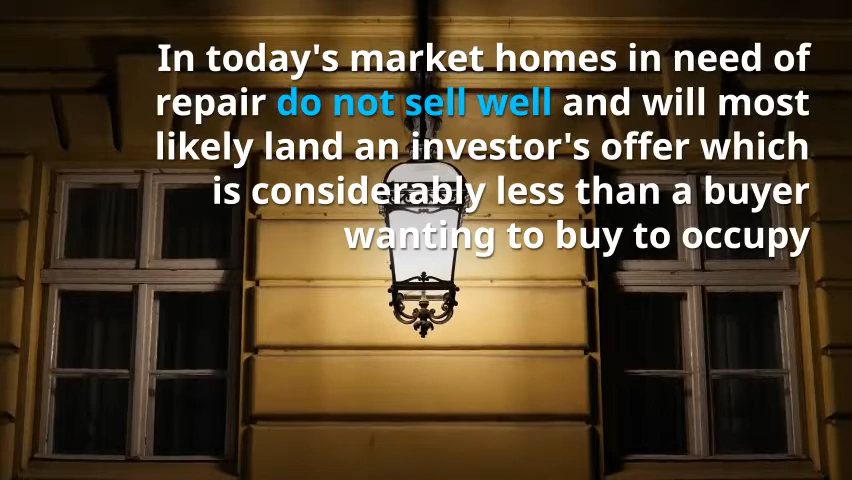 In today's market homes in need of
repair do not sell well and will most
likely land an investor's offer which
is considerably less than a buyer
wanting to buy to occupy